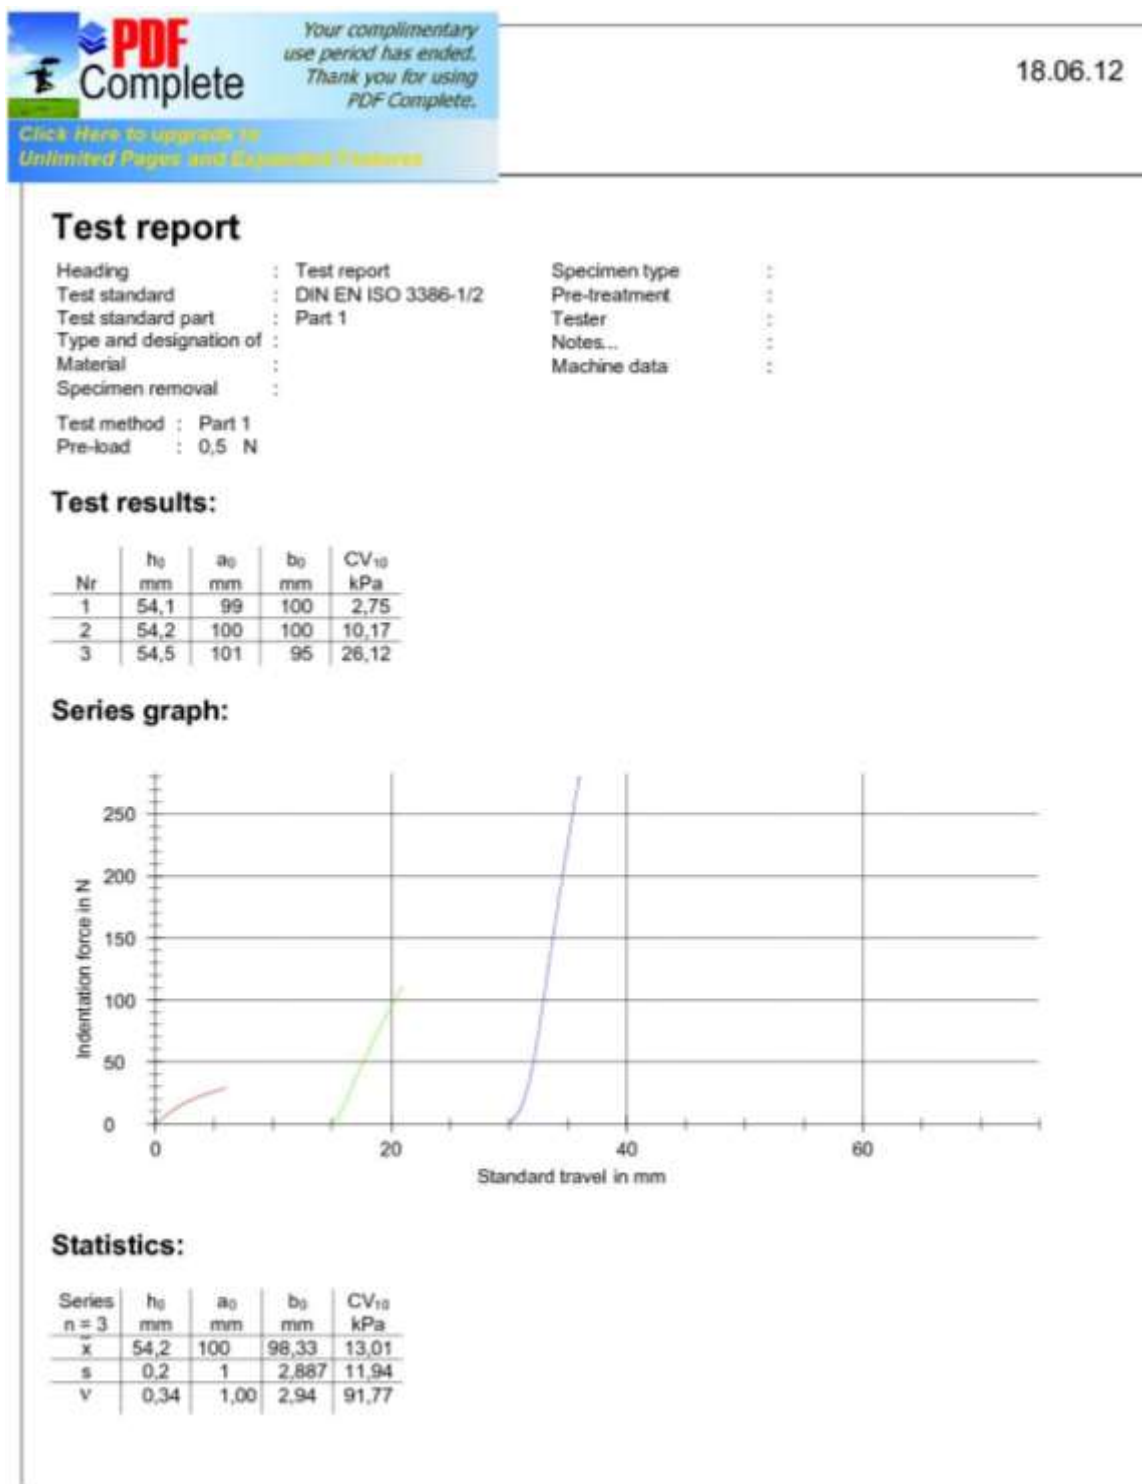 PDF
Complete
Your complimentary
use period has ended.
Thank you for using
PDF Complete.
Click Here to upgrade to
Unlimited Pages and Expanded Features
18.06.12
Test report
Heading : Test report
Test standard : DIN EN ISO 3386-1/2
Test standard part : Part 1
Type and designation of :
Material :
Specimen removal :
Specimen type :
Pre-treatment :
Tester :
Notes... :
Machine data :
Test method : Part 1
Pre-load : 0,5 N
Test results:
h₀ a₀ b₀ CV₁₀
Nr mm mm mm kPa
1 54,1 99 100 2,75
2 54,2 100 100 10,17
3 54,5 101 95 26,12
Series graph:
250
200
150
100
50
0
Indentation force in N
0 20 40 60
Standard travel in mm
Statistics:
Series h₀ a₀ b₀ CV₁₀
n = 3 mm mm mm kPa
x̄ 54,2 100 98,33 13,01
s 0,2 1 2,887 11,94
ν 0,34 1,00 2,94 91,77